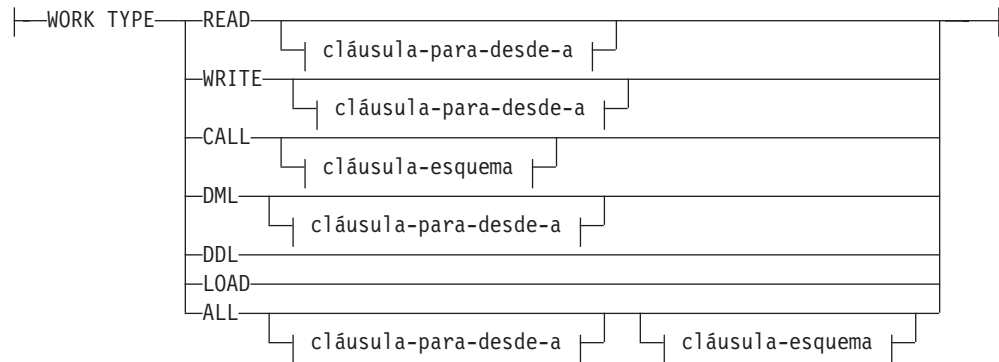 WORK TYPE READ
cláusula-para-desde-a
WRITE
cláusula-para-desde-a
CALL
cláusula-esquema
DML
cláusula-para-desde-a
DDL
LOAD
ALL
cláusula-para-desde-a cláusula-esquema